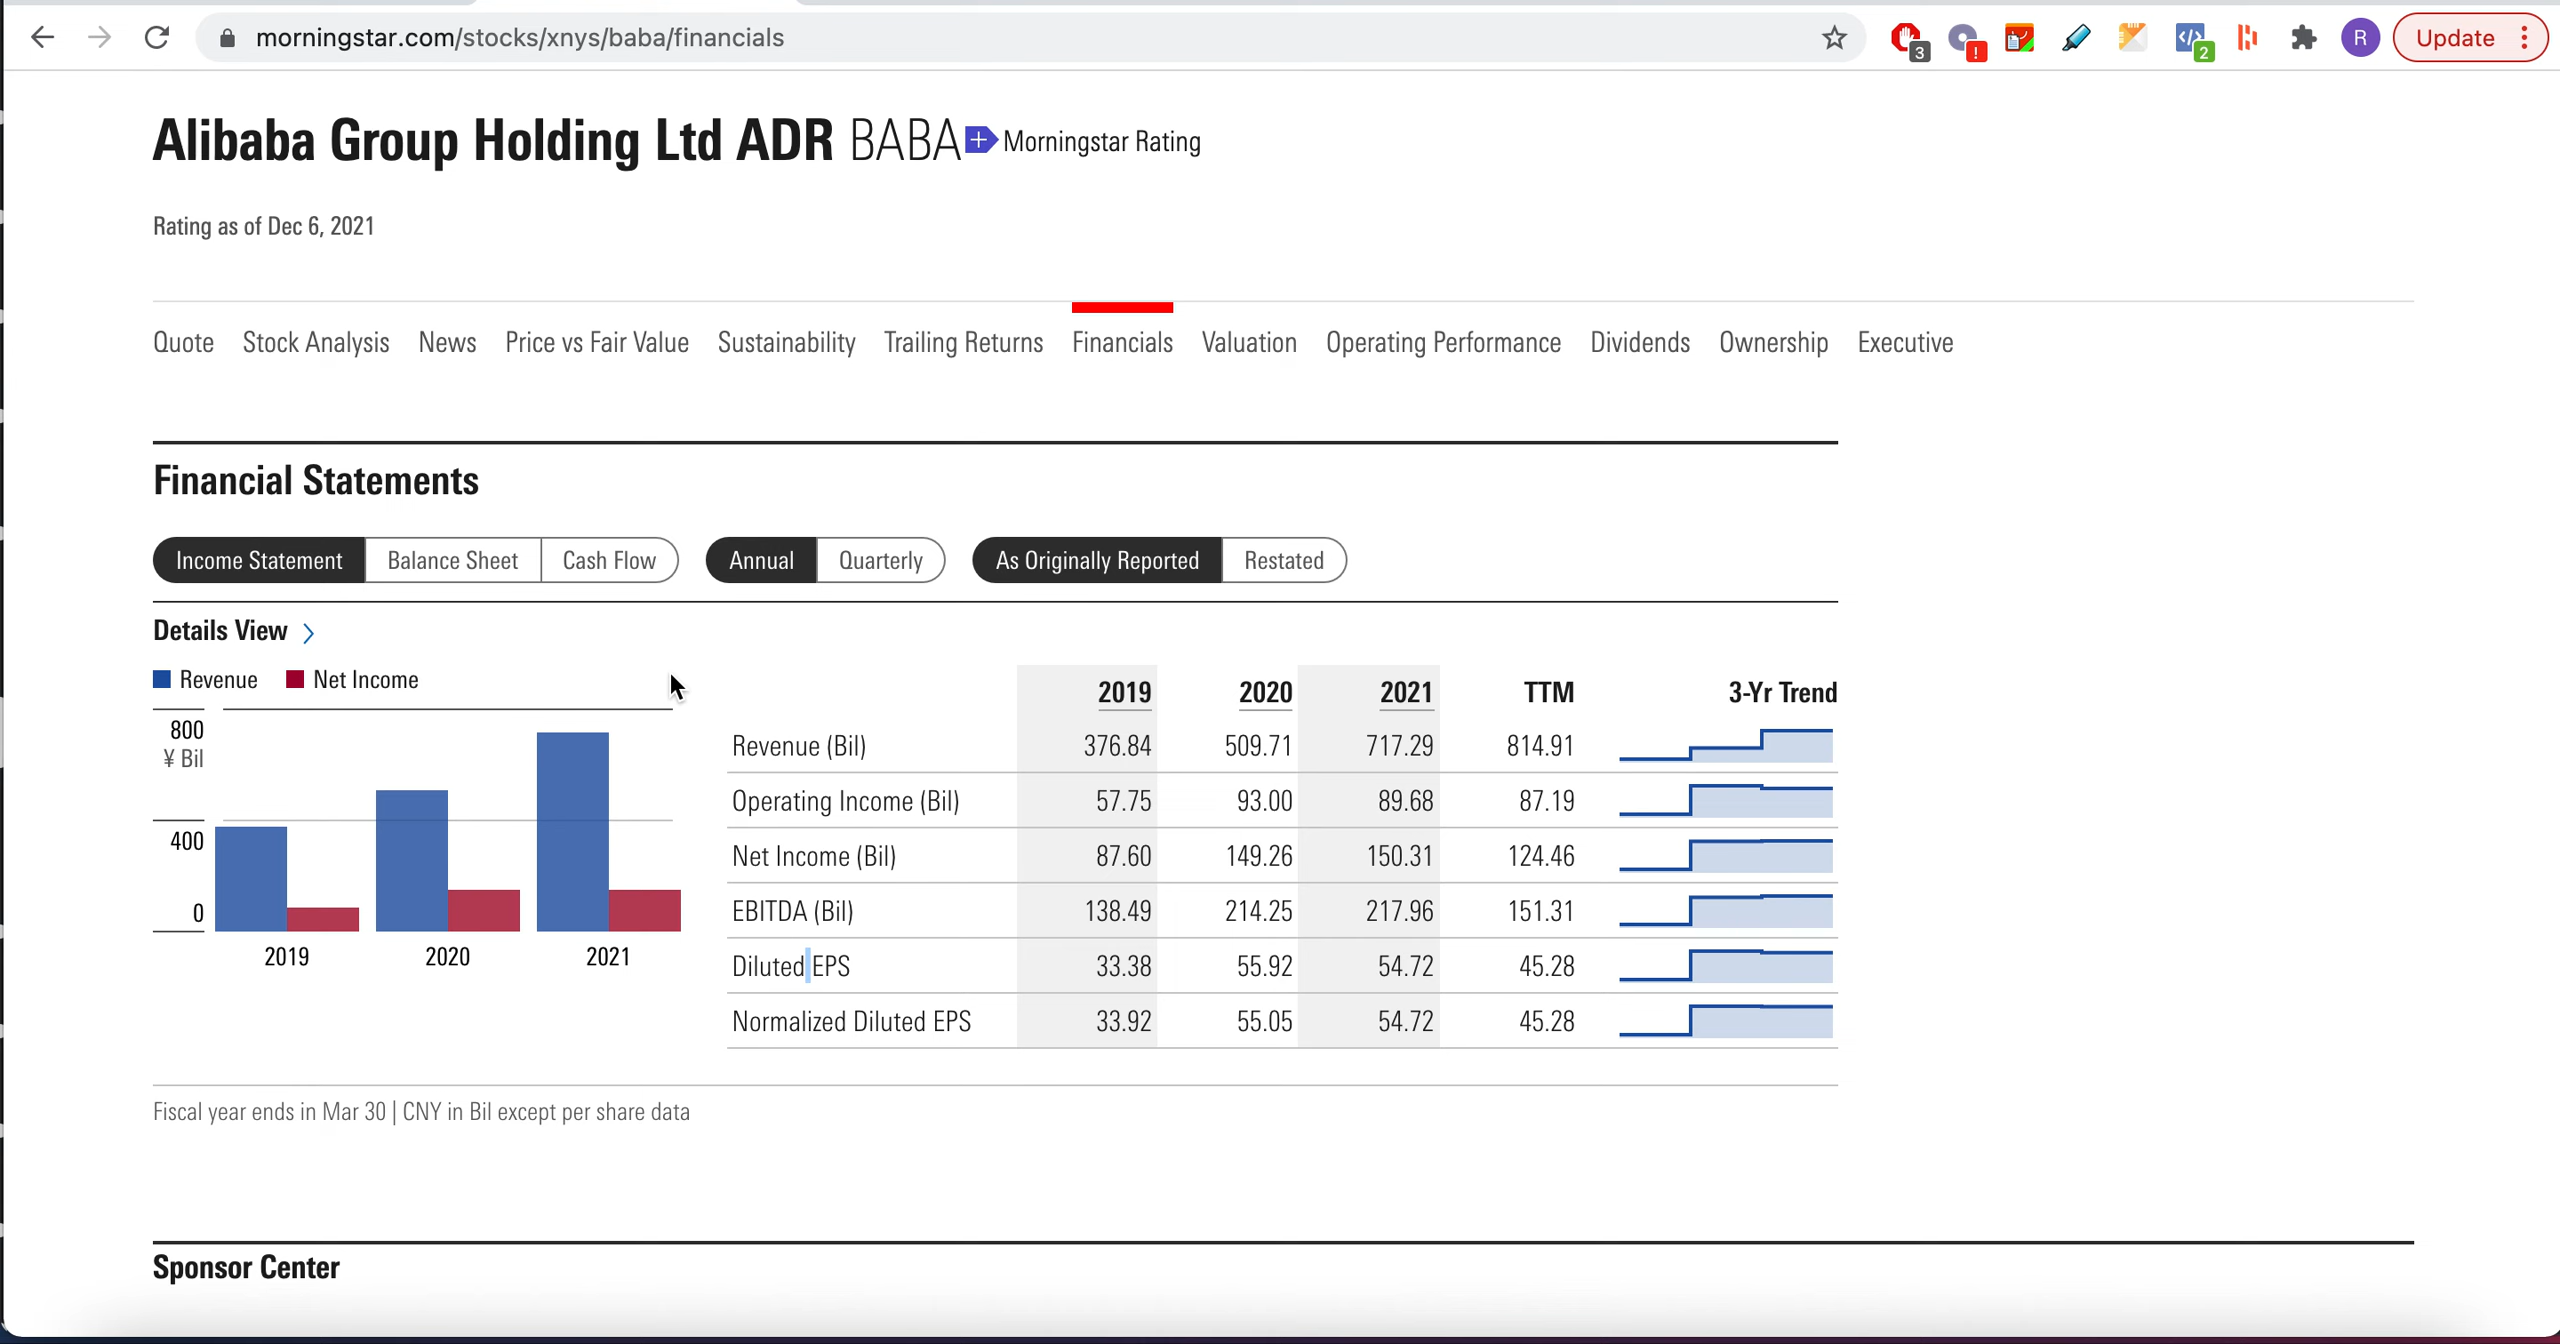 morningstar.com/stocks/xnys/baba/financials
3
!
2
R
Update
Alibaba Group Holding Ltd ADR BABA + Morningstar Rating
Rating as of Dec 6, 2021
Quote Stock Analysis News Price vs Fair Value Sustainability Trailing Returns Financials Valuation Operating Performance Dividends Ownership Executive
Financial Statements
Income Statement Balance Sheet Cash Flow Annual Quarterly As Originally Reported Restated
Details View
Revenue Net Income
800
¥ Bil
400
0
2019 2020 2021
2019 2020 2021 TTM 3-Yr Trend
Revenue (Bil) 376.84 509.71 717.29 814.91
Operating Income (Bil) 57.75 93.00 89.68 87.19
Net Income (Bil) 87.60 149.26 150.31 124.46
EBITDA (Bil) 138.49 214.25 217.96 151.31
Diluted EPS 33.38 55.92 54.72 45.28
Normalized Diluted EPS 33.92 55.05 54.72 45.28
Fiscal year ends in Mar 30 | CNY in Bil except per share data
Sponsor Center